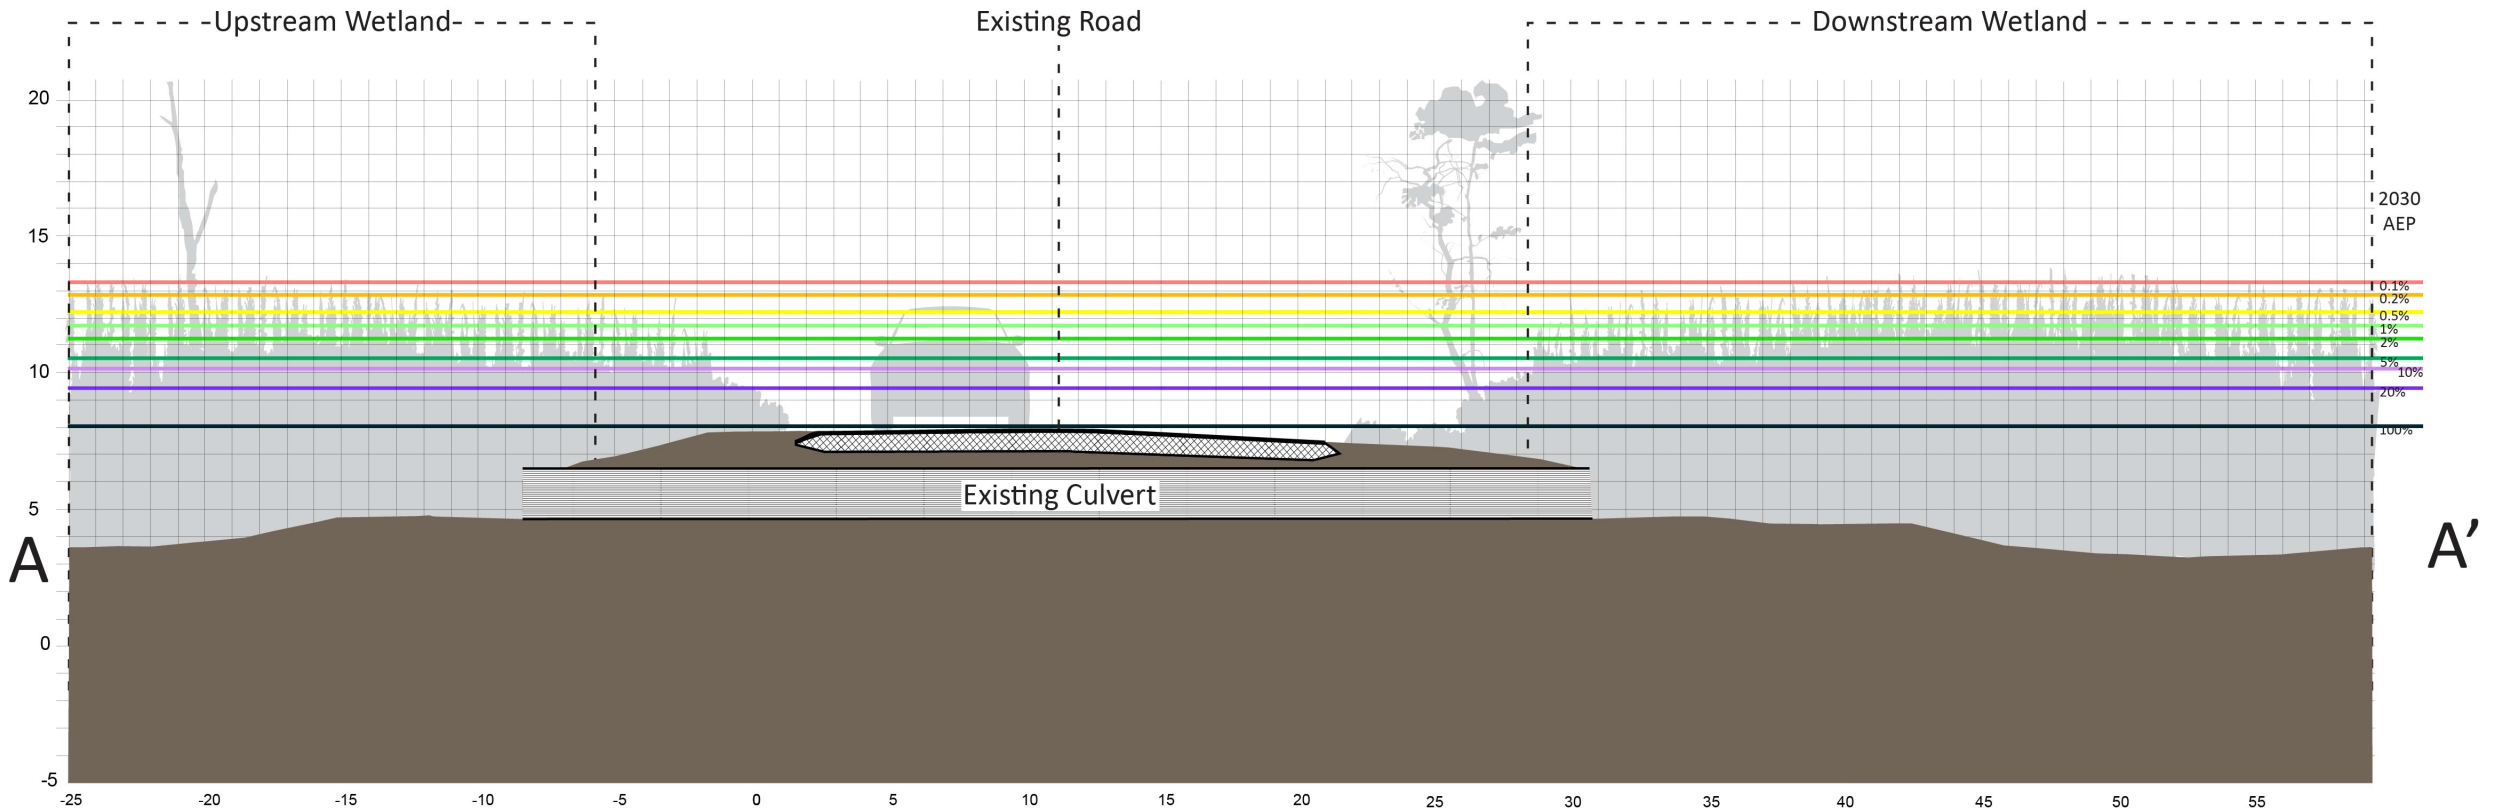 Upstream Wetland
Existing Road
Downstream Wetland
20
15
10
5
0
-5
2030
AEP
0.1%
0.2%
0.5%
1%
2%
5%
10%
20%
100%
Existing Culvert
A
A’
-25 -20 -15 -10 -5 0 5 10 15 20 25 30 35 40 45 50 55